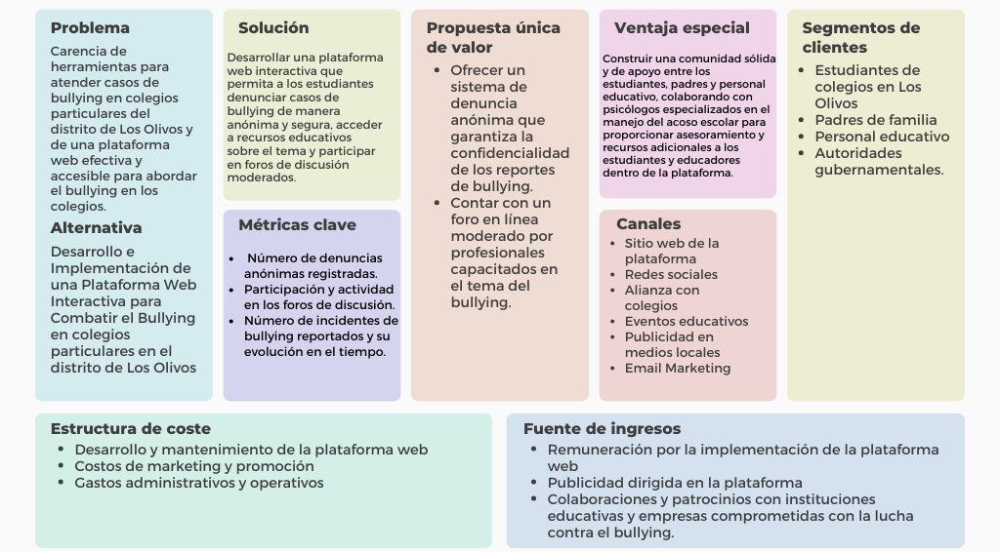 Problema
Carencia de
herramientas para
atender casos de
bullying en colegios
particulares del
distrito de Los Olivos y
de una plataforma
web efectiva y
accesible para abordar
el bullying en los
colegios.
Alternativa
Desarrollo e
Implementación de
una Plataforma Web
Interactiva para
Combatir el Bullying
en colegios
particulares en el
distrito de Los Olivos
Solución
Desarrollar una plataforma
web interactiva que
permita a los estudiantes
denunciar casos de
bullying de manera
anónima y segura, acceder
a recursos educativos
sobre el tema y participar
en foros de discusión
moderados.
Métricas clave
• Número de denuncias
anónimas registradas.
• Participación y actividad
en los foros de discusión.
• Número de incidentes de
bullying reportados y su
evolución en el tiempo.
Propuesta única
de valor
• Ofrecer un
sistema de
denuncia
anónima que
garantiza la
confidencialidad
de los reportes
de bullying.
• Contar con un
foro en línea
moderado por
profesionales
capacitados en
el tema del
bullying.
Ventaja especial
Construir una comunidad sólida
y de apoyo entre los
estudiantes, padres y personal
educativo, colaborando con
psicólogos especializados en el
manejo del acoso escolar para
proporcionar asesoramiento y
recursos adicionales a los
estudiantes y educadores
dentro de la plataforma.
Canales
• Sitio web de la
plataforma
• Redes sociales
• Alianza con
colegios
• Eventos educativos
• Publicidad en
medios locales
• Email Marketing
Segmentos de
clientes
• Estudiantes de
colegios en Los
Olivos
• Padres de familia
• Personal educativo
• Autoridades
gubernamentales.
Estructura de coste
• Desarrollo y mantenimiento de la plataforma web
• Costos de marketing y promoción
• Gastos administrativos y operativos
Fuente de ingresos
• Remuneración por la implementación de la plataforma
web
• Publicidad dirigida en la plataforma
• Colaboraciones y patrocinios con instituciones
educativas y empresas comprometidas con la lucha
contra el bullying.